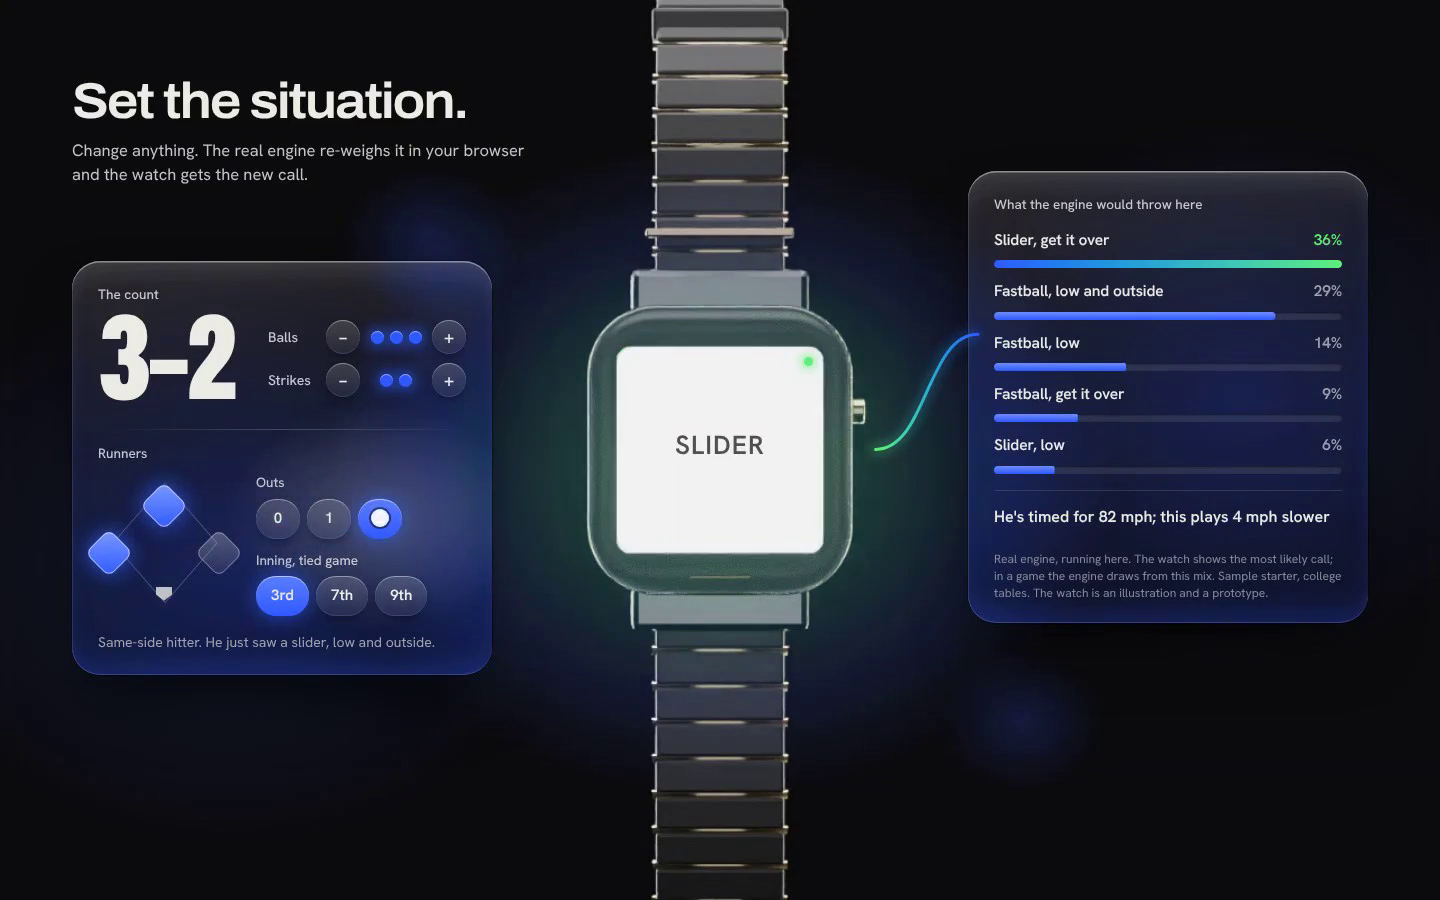 Set the situation.
Change anything. The real engine re-weighs it in your browser
and the watch gets the new call.
The count
3–2
Balls
–
+
Strikes
–
+
Runners
Outs
0
1
Inning, tied game
3rd
7th
9th
Same-side hitter. He just saw a slider, low and outside.
SLIDER
What the engine would throw here
Slider, get it over
36%
Fastball, low and outside
29%
Fastball, low
14%
Fastball, get it over
9%
Slider, low
6%
He's timed for 82 mph; this plays 4 mph slower
Real engine, running here. The watch shows the most likely call;
in a game the engine draws from this mix. Sample starter, college
tables. The watch is an illustration and a prototype.